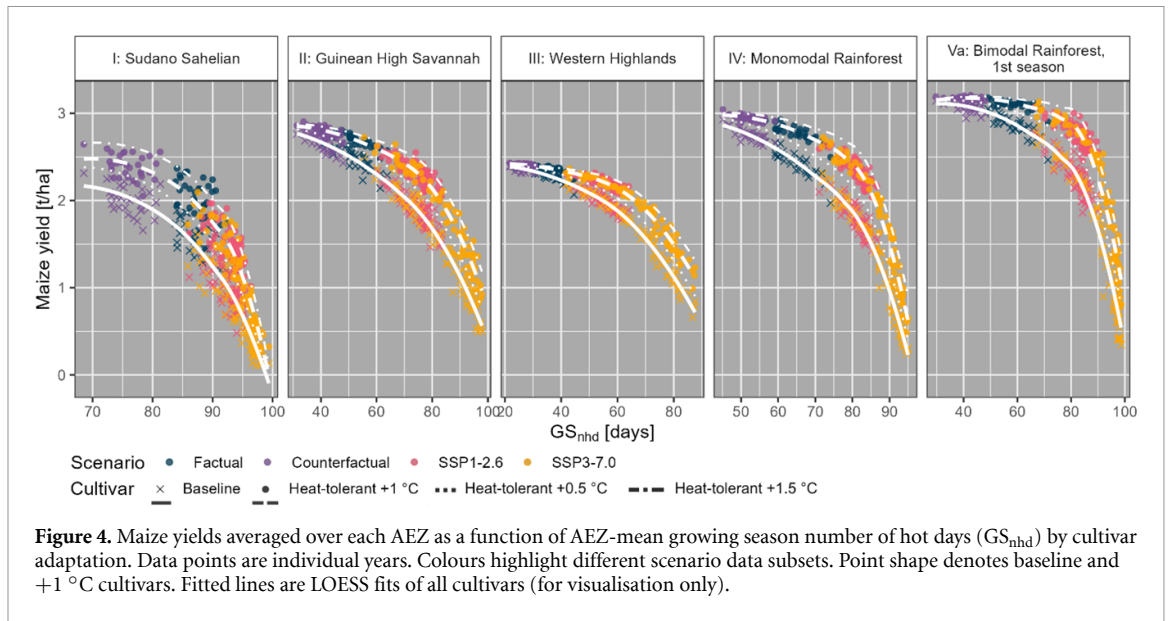 I: Sudano Sahelian
II: Guinean High Savannah
III: Western Highlands
IV: Monomodal Rainforest
Va: Bimodal Rainforest,
1st season
Maize yield [t/ha]
3
2
1
0
70 80 90 100
40 60 80 100
20 40 60 80
50 60 70 80 90
40 60 80 100
GSnhd [days]
Scenario Factual Counterfactual SSP1-2.6 SSP3-7.0
Cultivar Baseline Heat-tolerant +1 °C Heat-tolerant +0.5 °C Heat-tolerant +1.5 °C
Figure 4. Maize yields averaged over each AEZ as a function of AEZ-mean growing season number of hot days (GSnhd) by cultivar
adaptation. Data points are individual years. Colours highlight different scenario data subsets. Point shape denotes baseline and
+1 °C cultivars. Fitted lines are LOESS fits of all cultivars (for visualisation only).